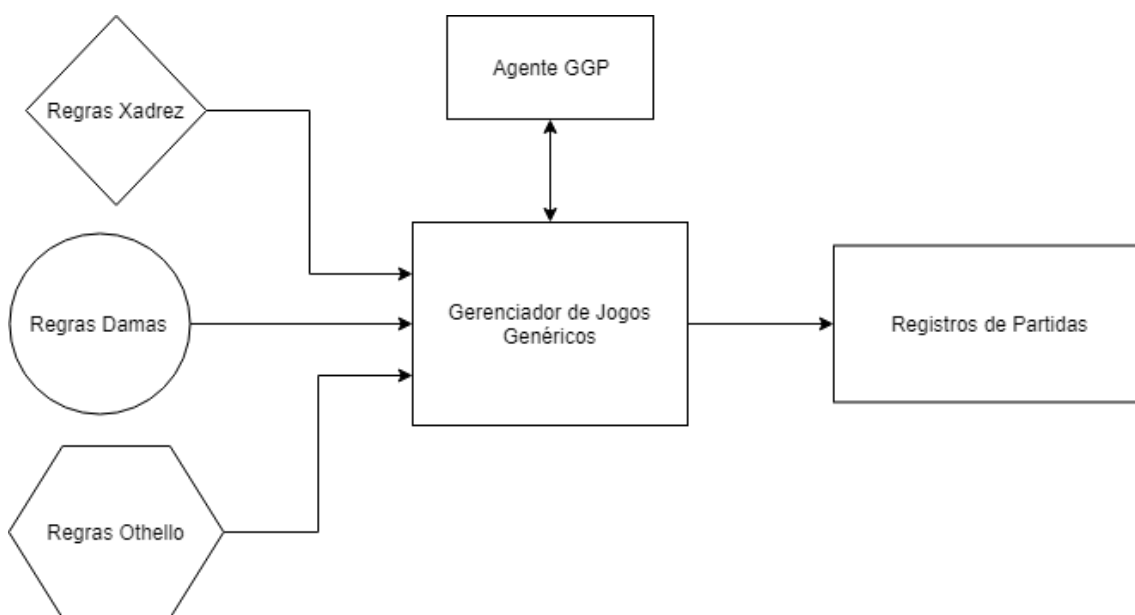 Agente GGP
Regras Xadrez
Regras Damas
Gerenciador de Jogos
Genéricos
Registros de Partidas
Regras Othello